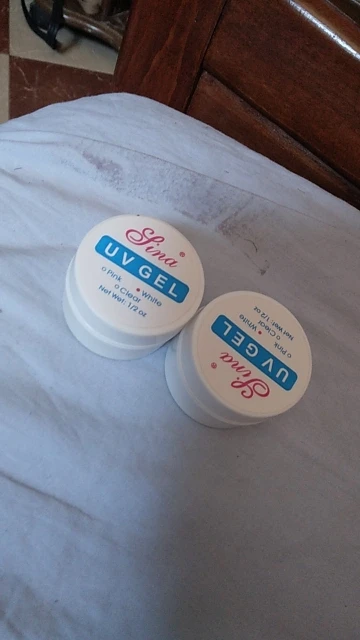 Sina®
UV GEL
Pink
White
Clear
Net Wet: 1/2 oz
Sina®
UV GEL
Pink
White
Clear
Net Wet: 1/2 oz